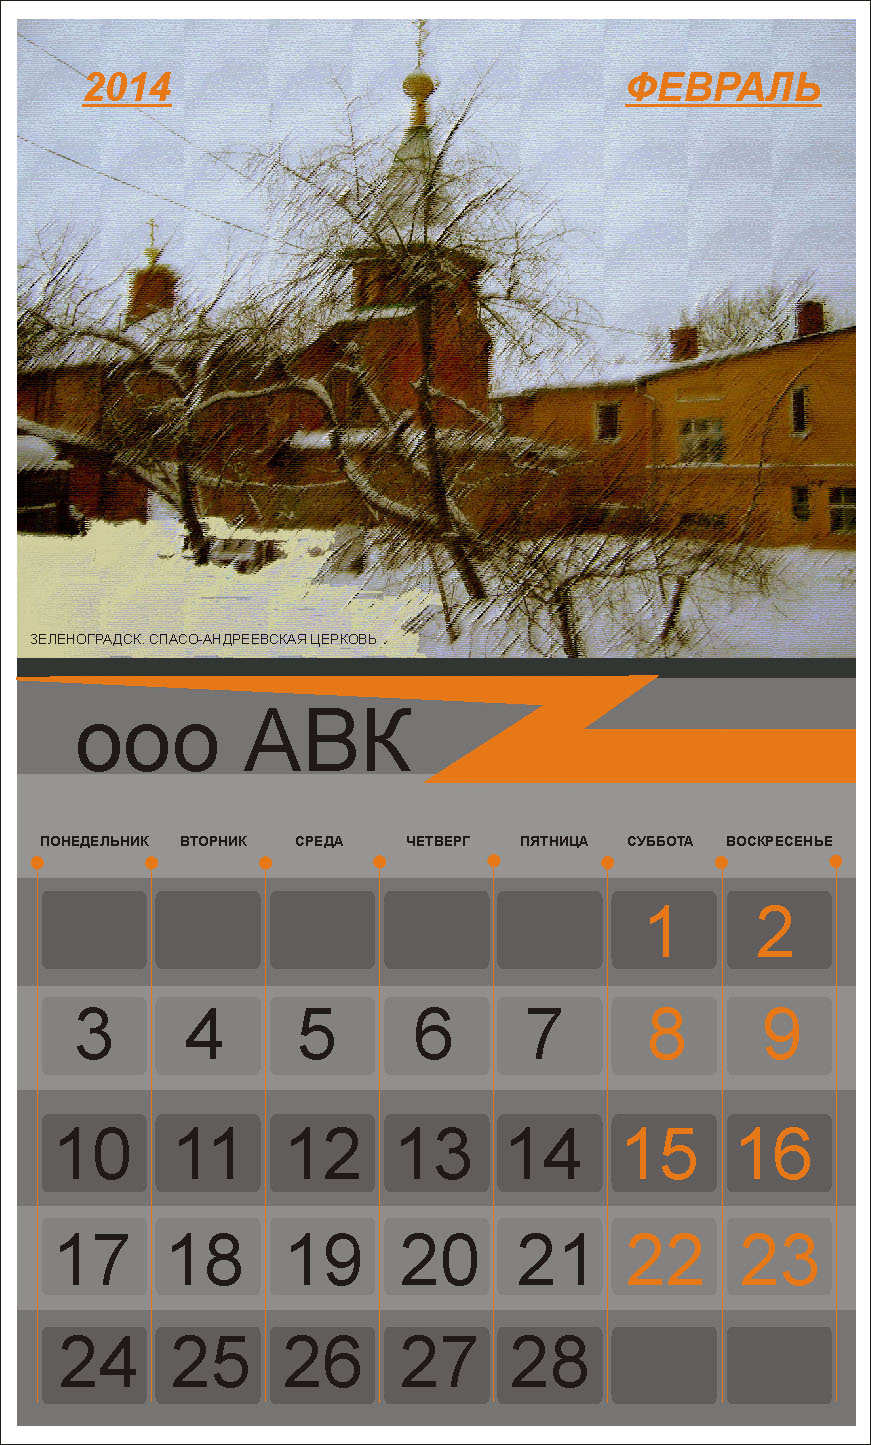 2014 ФЕВРАЛЬ
ЗЕЛЕНОГРАДСК. СПАСО-АНДРЕЕВСКАЯ ЦЕРКОВЬ .
ооо АВК
ПОНЕДЕЛЬНИК ВТОРНИК СРЕДА ЧЕТВЕРГ ПЯТНИЦА СУББОТА ВОСКРЕСЕНЬЕ
1 2
3 4 5 6 7 8 9
10 11 12 13 14 15 16
17 18 19 20 21 22 23
24 25 26 27 28